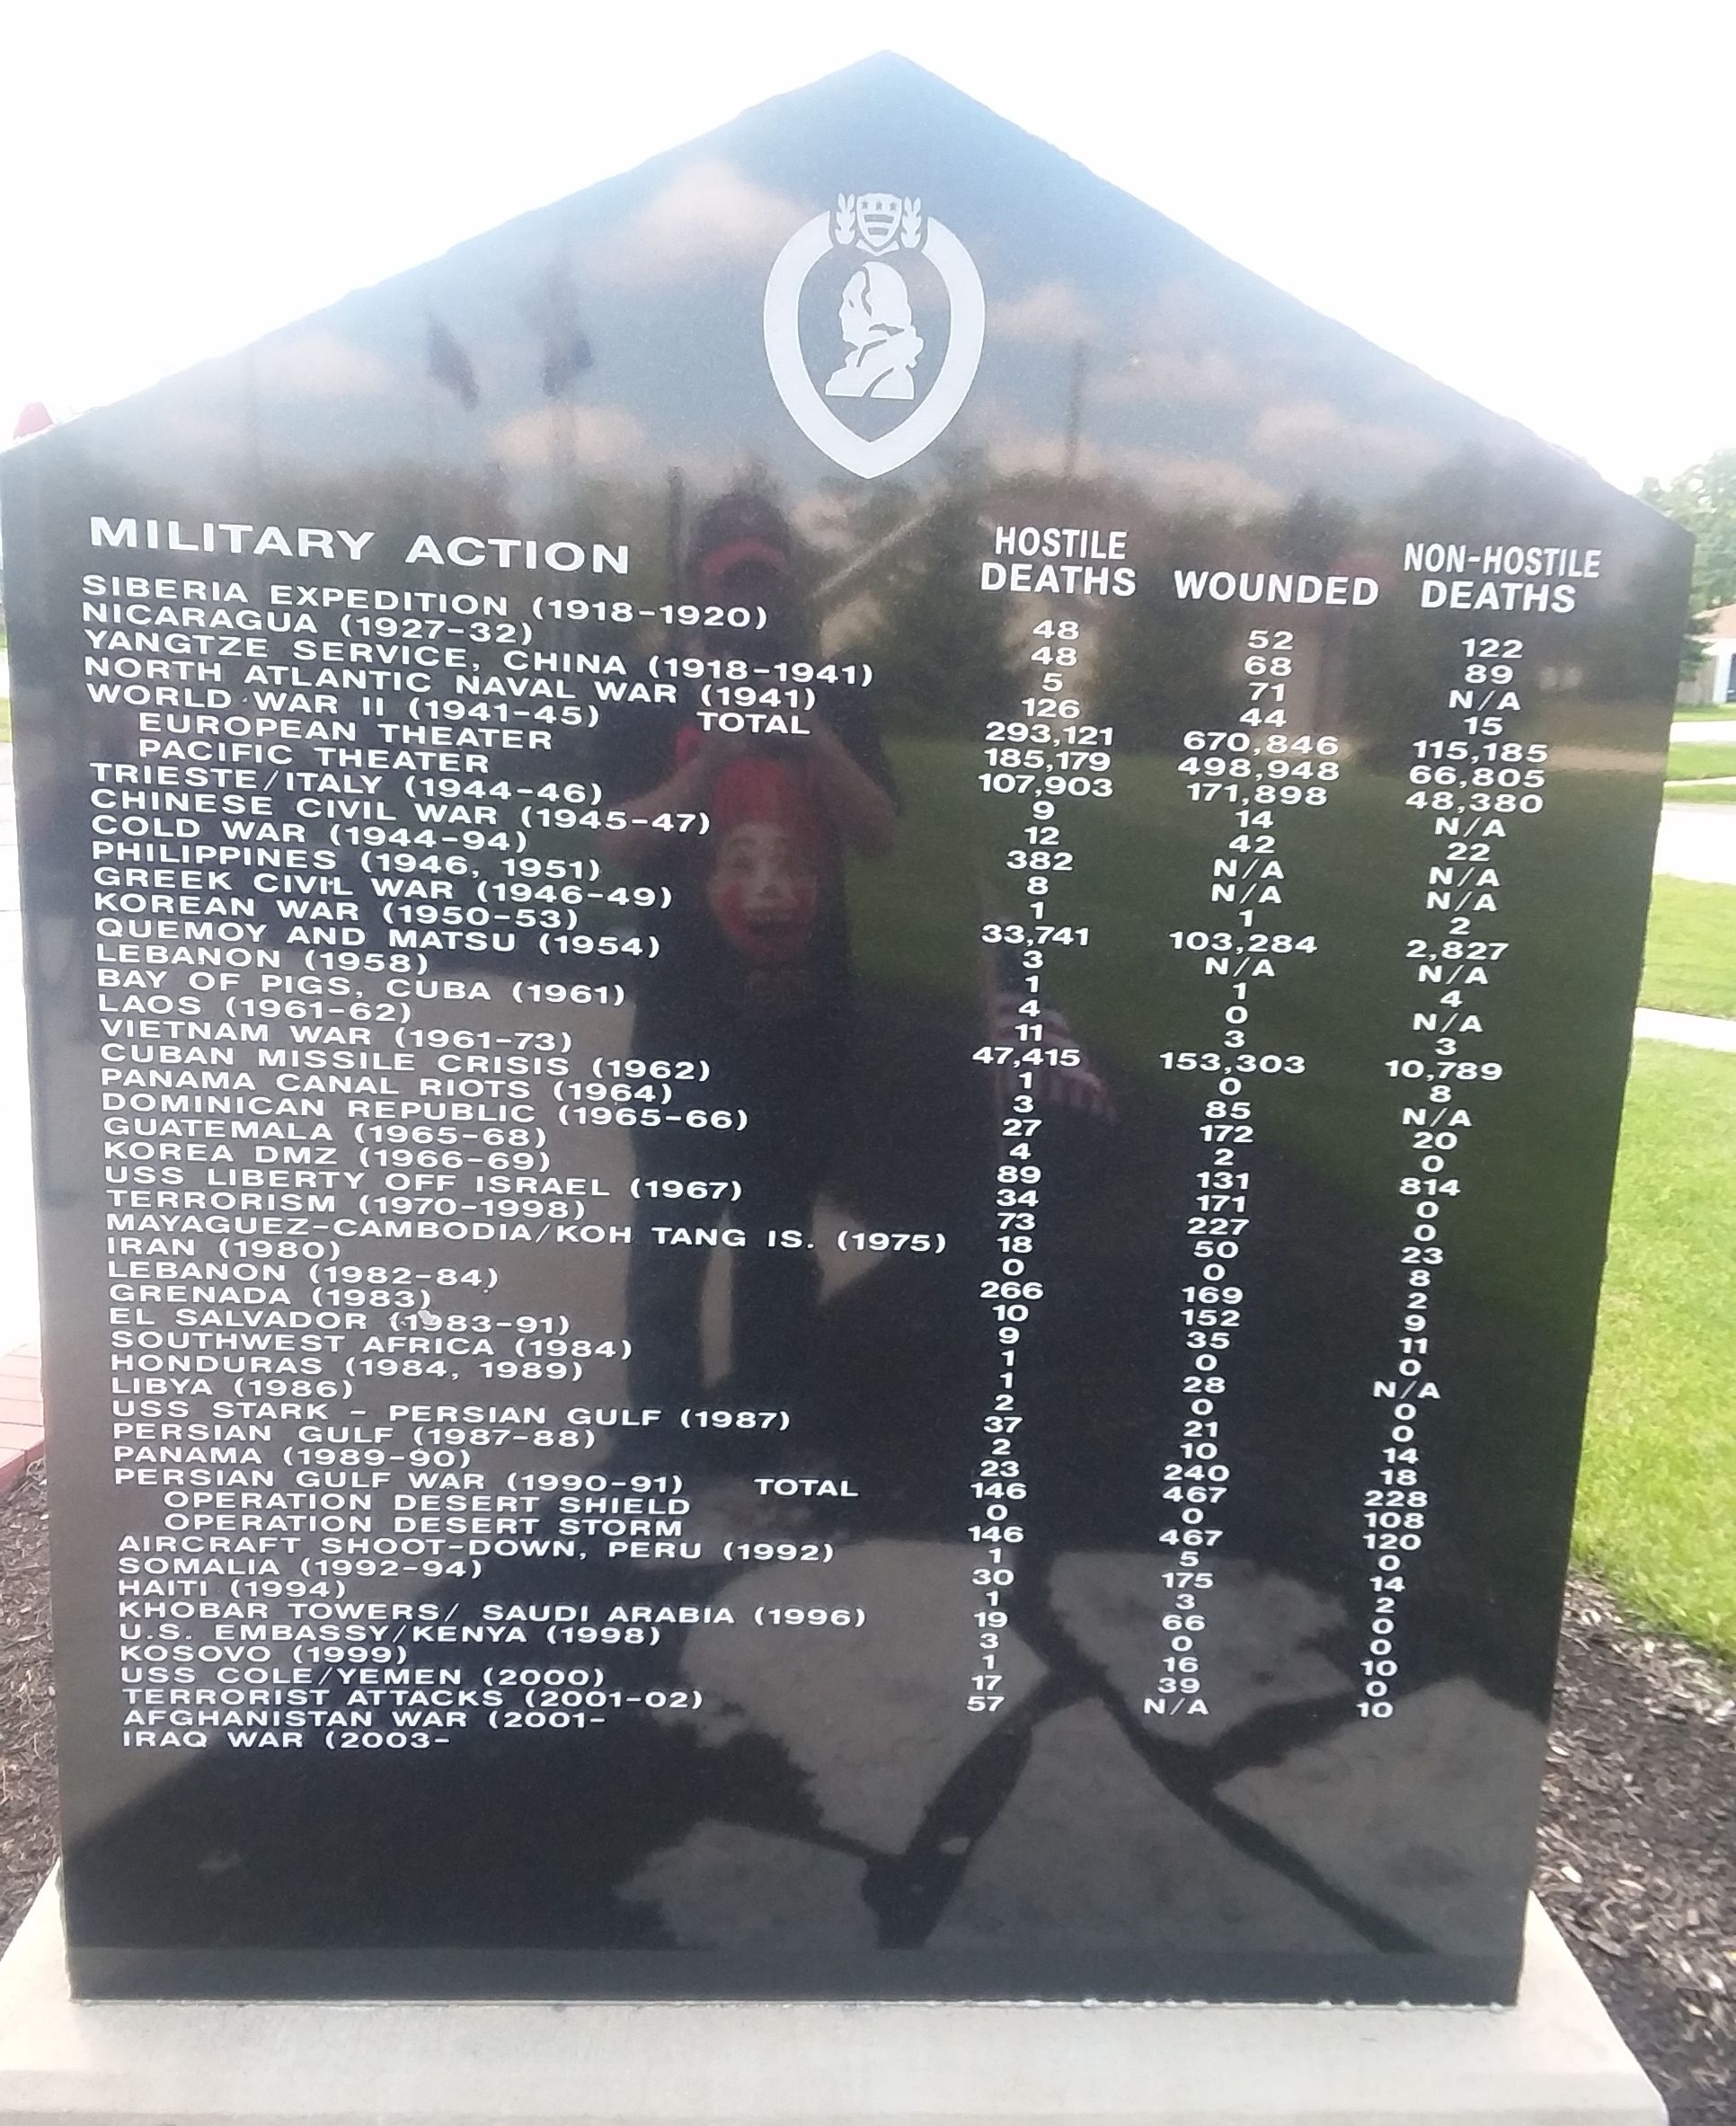 MILITARY ACTION HOSTILE DEATHS WOUNDED NON-HOSTILE DEATHS
SIBERIA EXPEDITION (1918-1920) 48 52 122
NICARAGUA (1927-32) 48 68 89
YANGTZE SERVICE, CHINA (1918-1941) 5 71 N/A
NORTH ATLANTIC NAVAL WAR (1941) 126 44 15
WORLD WAR II (1941-45) TOTAL 293,121 670,846 115,185
EUROPEAN THEATER 185,179 498,948 66,805
PACIFIC THEATER 107,903 171,898 48,380
TRIESTE/ITALY (1944-46) 9 14 N/A
CHINESE CIVIL WAR (1945-47) 12 42 22
COLD WAR (1944-94) 382 N/A N/A
PHILIPPINES (1946, 1951) 8 N/A N/A
GREEK CIVIL WAR (1946-49) 1 1 2
KOREAN WAR (1950-53) 33,741 103,284 2,827
QUEMOY AND MATSU (1954) 3 N/A N/A
LEBANON (1958) 1 1 4
BAY OF PIGS, CUBA (1961) 4 0 N/A
LAOS (1961-62) 11 3 3
VIETNAM WAR (1961-73) 47,415 153,303 10,789
CUBAN MISSILE CRISIS (1962) 1 0 8
PANAMA CANAL RIOTS (1964) 3 85 N/A
DOMINICAN REPUBLIC (1965-66) 27 172 20
GUATEMALA (1965-68) 4 2 0
KOREA DMZ (1966-69) 89 131 814
USS LIBERTY OFF ISRAEL (1967) 34 171 0
TERRORISM (1970-1998) 73 227 0
MAYAGUEZ-CAMBODIA/KOH TANG IS. (1975) 18 50 23
IRAN (1980) 0 0 8
LEBANON (1982-84) 266 169 2
GRENADA (1983) 10 152 9
EL SALVADOR (1983-91) 9 35 11
SOUTHWEST AFRICA (1984) 1 0 0
HONDURAS (1984, 1989) 1 28 N/A
LIBYA (1986) 2 0 0
USS STARK - PERSIAN GULF (1987) 37 21 0
PERSIAN GULF (1987-88) 2 10 14
PANAMA (1989-90) 23 240 18
PERSIAN GULF WAR (1990-91) TOTAL 146 467 228
OPERATION DESERT SHIELD 0 0 108
OPERATION DESERT STORM 146 467 120
AIRCRAFT SHOOT-DOWN, PERU (1992) 1 5 0
SOMALIA (1992-94) 30 175 14
HAITI (1994) 1 3 2
KHOBAR TOWERS/ SAUDI ARABIA (1996) 19 66 0
U.S. EMBASSY/KENYA (1998) 3 0 0
KOSOVO (1999) 1 16 10
USS COLE/YEMEN (2000) 17 39 0
TERRORIST ATTACKS (2001-02) 57 N/A 10
AFGHANISTAN WAR (2001-
IRAQ WAR (2003-